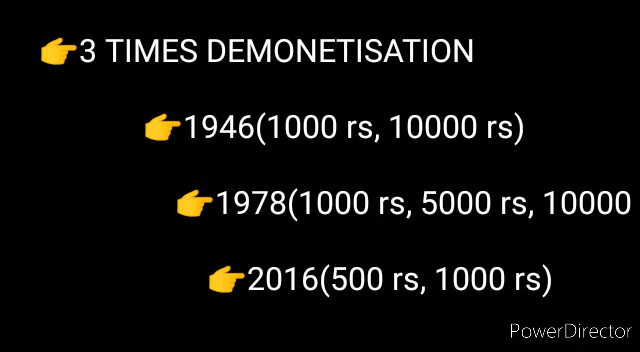 👉3 TIMES DEMONETISATION
👉1946(1000 rs, 10000 rs)
👉1978(1000 rs, 5000 rs, 10000
👉2016(500 rs, 1000 rs)
PowerDirector